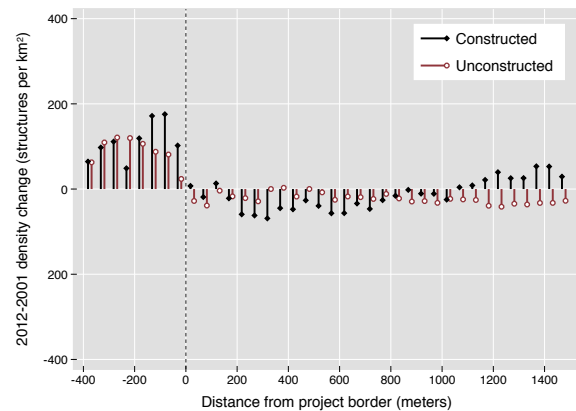 400
200
0
200
-400
2012-2001 density change (structures per km²)
Constructed
Unconstructed
-400 -200 0 200 400 600 800 1000 1200 1400
Distance from project border (meters)